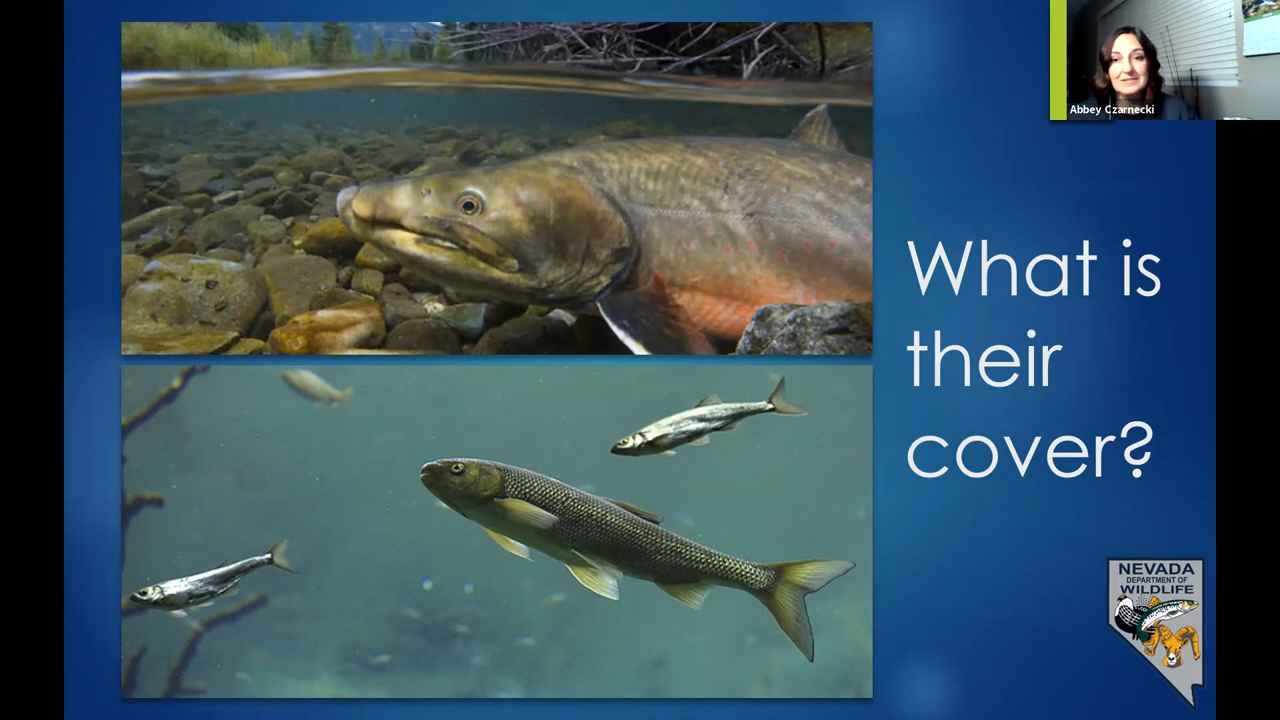 Abbey Czarnecki
What is
their
cover?
NEVADA
DEPARTMENT OF
WILDLIFE